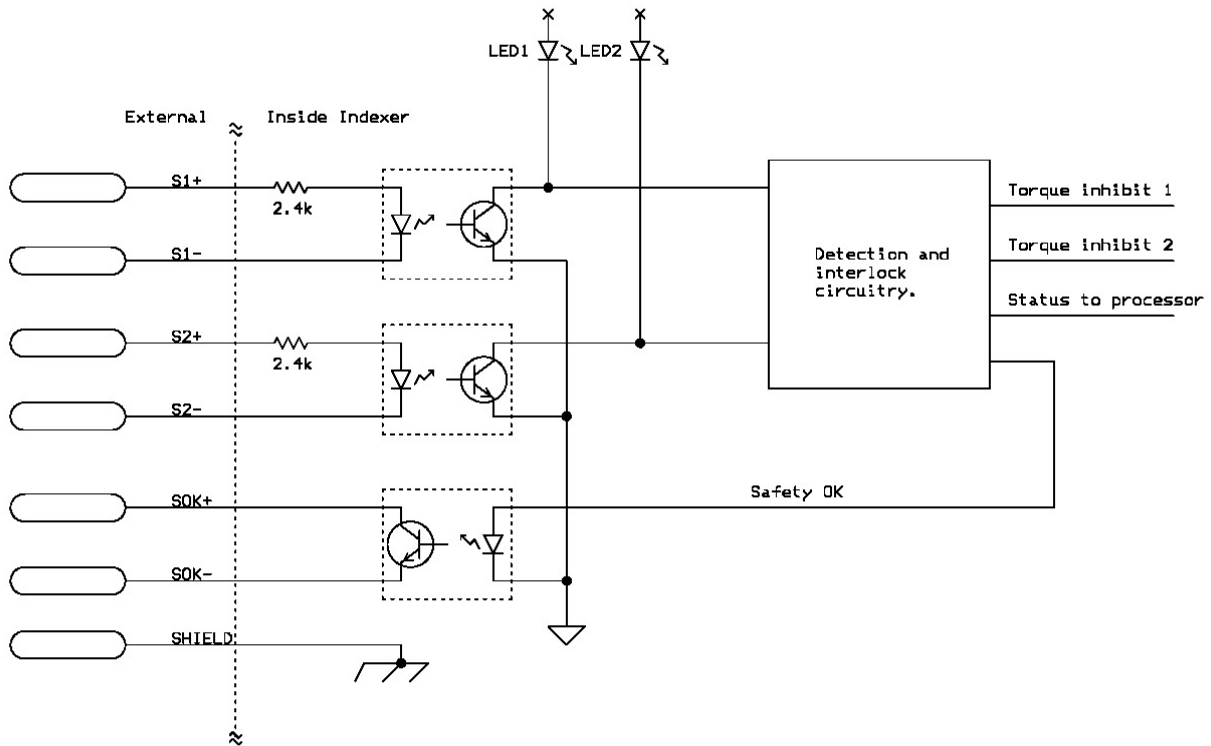 LED1
LED2
External
Inside Indexer
S1+
2.4k
S1-
Torque inhibit 1
Detection and
interlock
circuitry.
Torque inhibit 2
Status to processor
S2+
2.4k
S2-
Safety OK
SOK+
SOK-
SHIELD